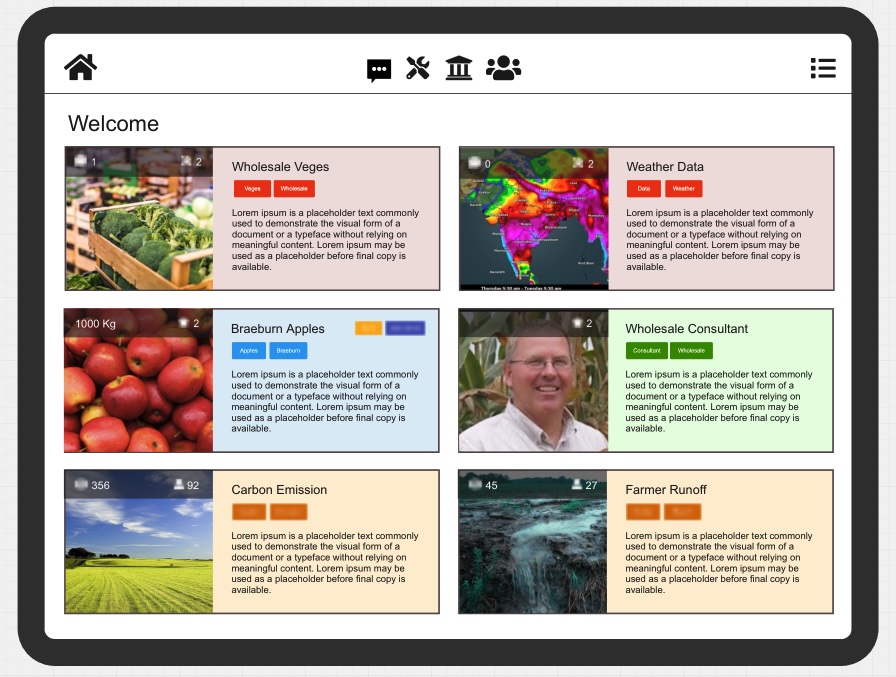 Welcome
1 2
Wholesale Veges
Veges Wholesale
Lorem ipsum is a placeholder text commonly
used to demonstrate the visual form of a
document or a typeface without relying on
meaningful content. Lorem ipsum may be
used as a placeholder before final copy is
available.
0 2
Weather Data
Data Weather
Lorem ipsum is a placeholder text commonly
used to demonstrate the visual form of a
document or a typeface without relying on
meaningful content. Lorem ipsum may be
used as a placeholder before final copy is
available.
Thursday 5:30 am - Tuesday 5:30 am
1000 Kg 2
Braeburn Apples
Apples Braeburn
Lorem ipsum is a placeholder text commonly
used to demonstrate the visual form of a
document or a typeface without relying on
meaningful content. Lorem ipsum may be
used as a placeholder before final copy is
available.
2
Wholesale Consultant
Consultant Wholesale
Lorem ipsum is a placeholder text commonly
used to demonstrate the visual form of a
document or a typeface without relying on
meaningful content. Lorem ipsum may be
used as a placeholder before final copy is
available.
356 92
Carbon Emission
Lorem ipsum is a placeholder text commonly
used to demonstrate the visual form of a
document or a typeface without relying on
meaningful content. Lorem ipsum may be
used as a placeholder before final copy is
available.
45 27
Farmer Runoff
Lorem ipsum is a placeholder text commonly
used to demonstrate the visual form of a
document or a typeface without relying on
meaningful content. Lorem ipsum may be
used as a placeholder before final copy is
available.